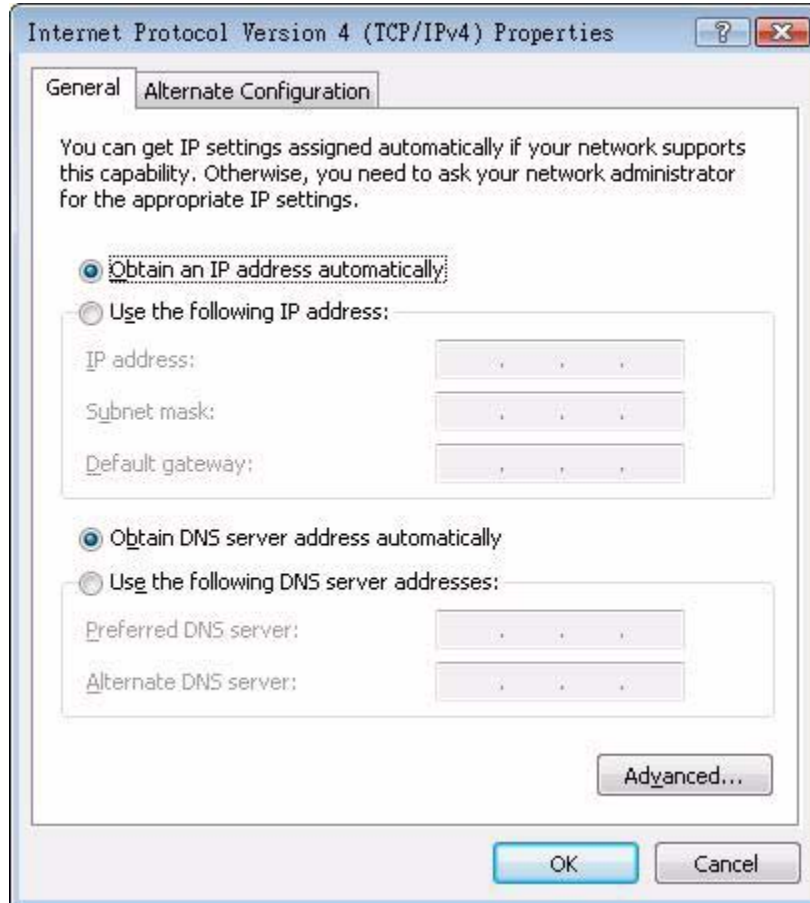 Internet Protocol Version 4 (TCP/IPv4) Properties
General
Alternate Configuration
You can get IP settings assigned automatically if your network supports
this capability. Otherwise, you need to ask your network administrator
for the appropriate IP settings.
Obtain an IP address automatically
Use the following IP address:
IP address:
Subnet mask:
Default gateway:
Obtain DNS server address automatically
Use the following DNS server addresses:
Preferred DNS server:
Alternate DNS server:
Advanced...
OK
Cancel